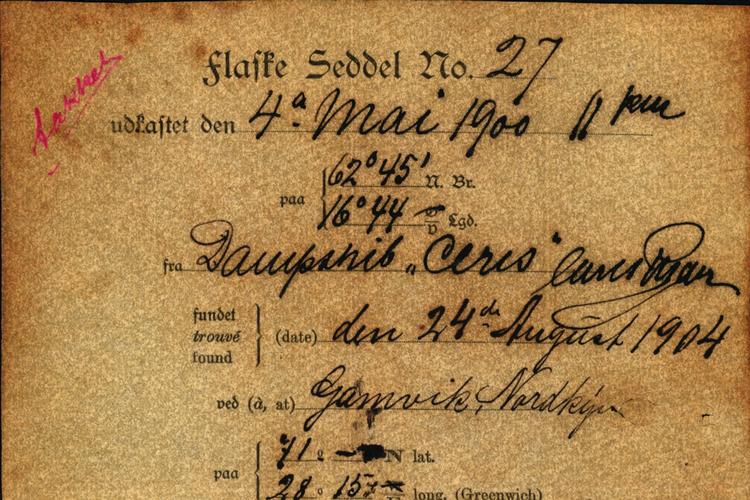 Flaske Seddel No. 27
udkastet den 4ª Mai 1900 11 pm
paa 62° 45' N. Br.
16° 44 Lgd.
fra Dampskib „Ceres"
fundet
trouvé
found
(date) den 24de August 1904
ved (à, at) Gamvik, Nordkyn
paa 71° N lat.
28° 15 long. (Greenwich)